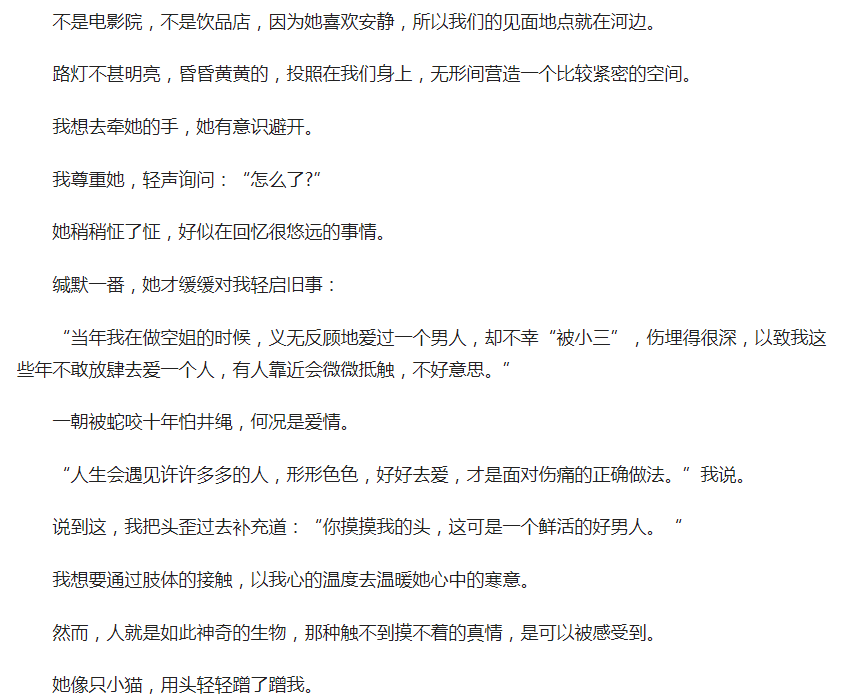 不是电影院，不是饮品店，因为她喜欢安静，所以我们的见面地点就在河边。
路灯不甚明亮，昏昏黄黄的，投照在我们身上，无形间营造一个比较紧密的空间。
我想去牵她的手，她有意识避开。
我尊重她，轻声询问：“怎么了?”
她稍稍怔了怔，好似在回忆很悠远的事情。
缄默一番，她才缓缓对我轻启旧事：
“当年我在做空姐的时候，义无反顾地爱过一个男人，却不幸“被小三”，伤埋得很深，以致我这
些年不敢放肆去爱一个人，有人靠近会微微抵触，不好意思。”
一朝被蛇咬十年怕井绳，何况是爱情。
“人生会遇见许许多多的人，形形色色，好好去爱，才是面对伤痛的正确做法。”我说。
说到这，我把头歪过去补充道：“你摸摸我的头，这可是一个鲜活的好男人。“
我想要通过肢体的接触，以我心的温度去温暖她心中的寒意。
然而，人就是如此神奇的生物，那种触不到摸不着的真情，是可以被感受到。
她像只小猫，用头轻轻蹭了蹭我。